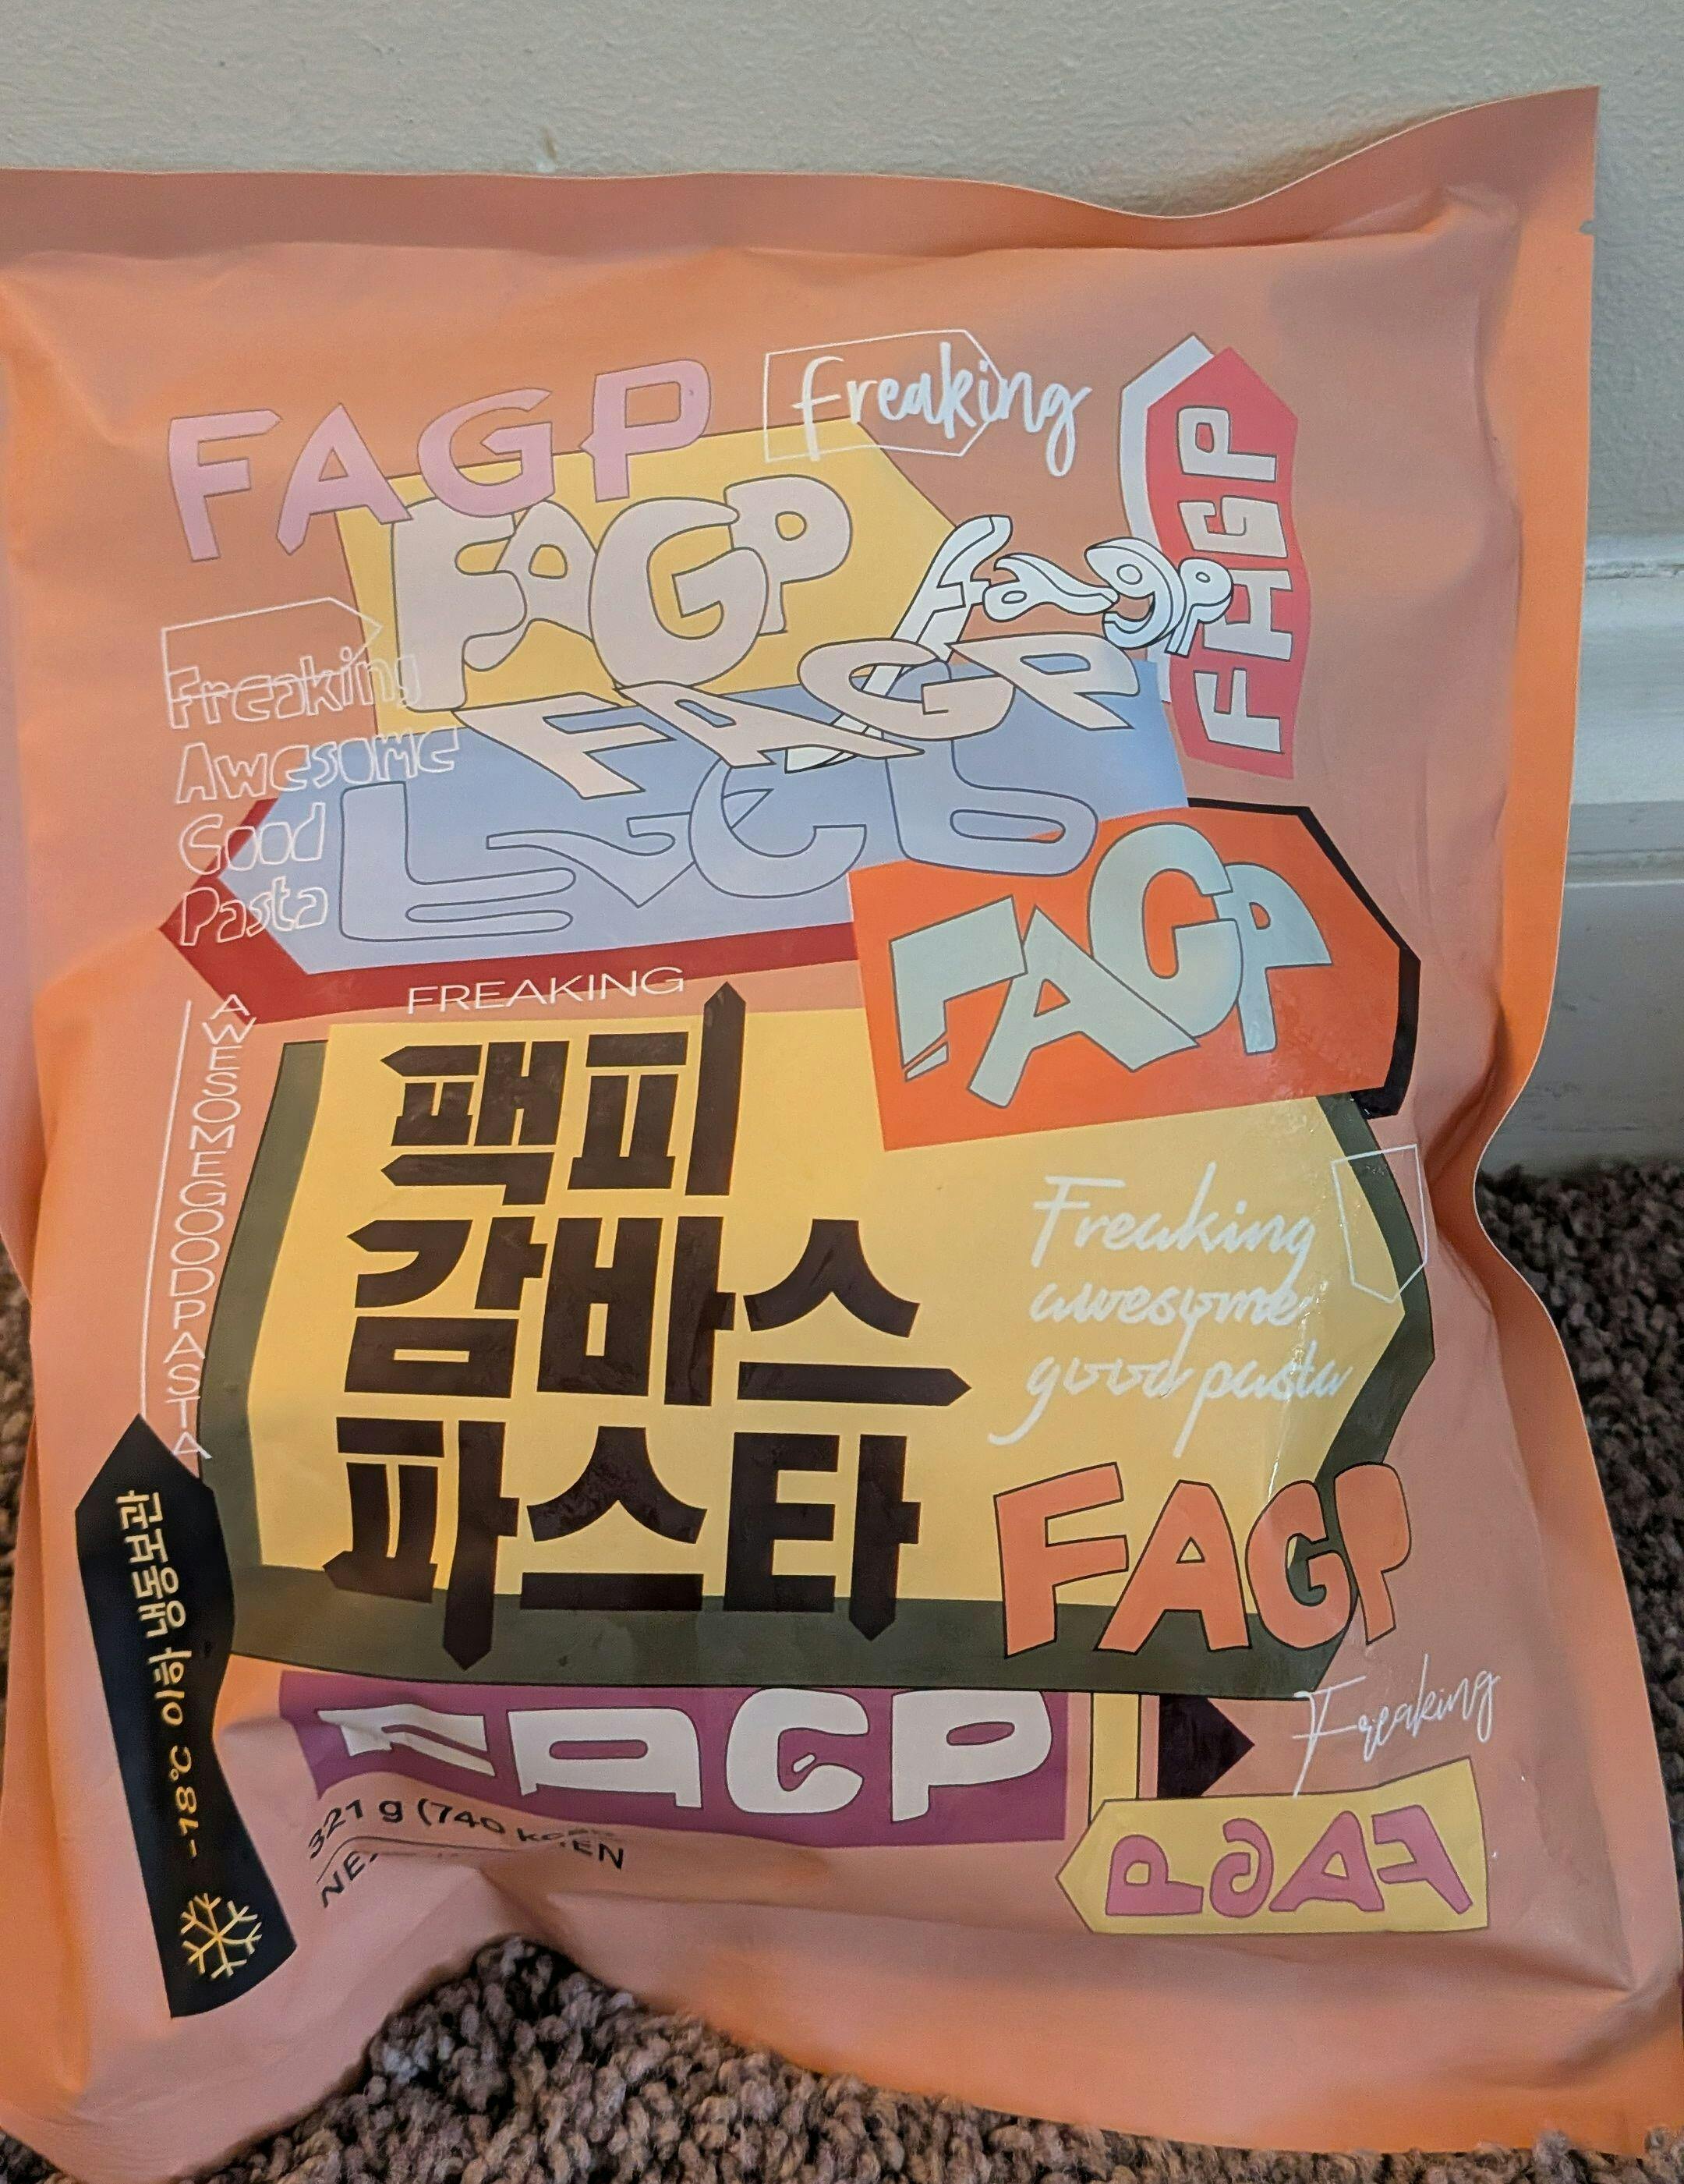 FAGP
Freaking
FAGP
FAGP
fagp
FAGP
Freaking
Awesome
Good
Pasta
FAGP
FREAKING
AWESOMEGOODPASTA
팩피
감바스
파스타
Freaking
awesome
good pasta
FAGP
-18℃ 이하 냉동보관
FAGP
Freaking
321 g (740
FAGP